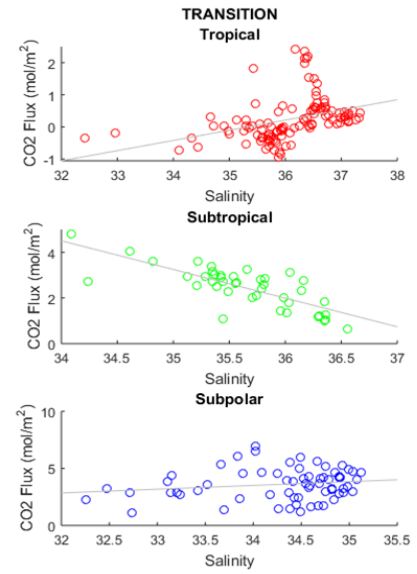 TRANSITION
Tropical
CO2 Flux (mol/m²)
2
1
0
-1
32 33 34 35 36 37 38
Salinity
Subtropical
CO2 Flux (mol/m²)
4
2
0
34 34.5 35 35.5 36 36.5 37
Salinity
Subpolar
CO2 Flux (mol/m²)
10
5
0
32 32.5 33 33.5 34 34.5 35 35.5
Salinity